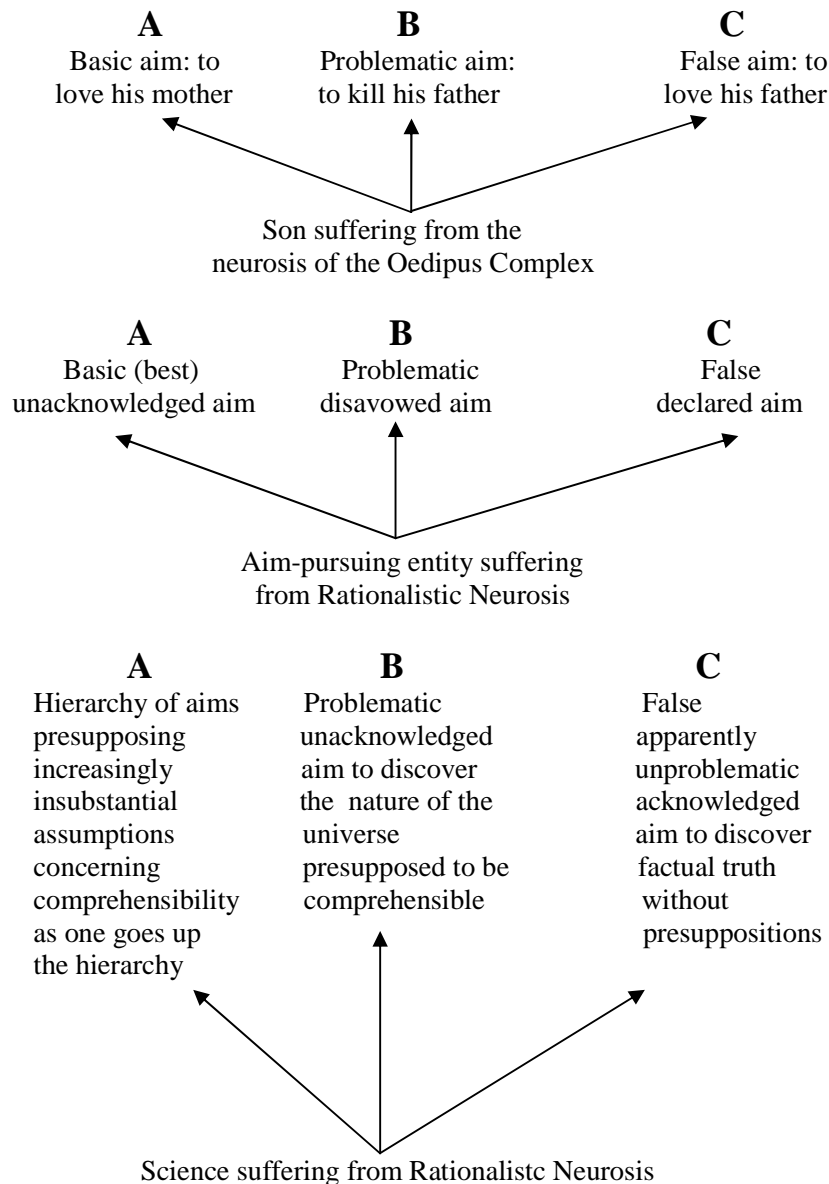 A
Basic aim: to
love his mother
B
Problematic aim:
to kill his father
C
False aim: to
love his father
Son suffering from the
neurosis of the Oedipus Complex
A
Basic (best)
unacknowledged aim
B
Problematic
disavowed aim
C
False
declared aim
Aim-pursuing entity suffering
from Rationalistic Neurosis
A
Hierarchy of aims
presupposing
increasingly
insubstantial
assumptions
concerning
comprehensibility
as one goes up
the hierarchy
B
Problematic
unacknowledged
aim to discover
the nature of the
universe
presupposed to be
comprehensible
C
False
apparently
unproblematic
acknowledged
aim to discover
factual truth
without
presuppositions
Science suffering from Rationalistc Neurosis